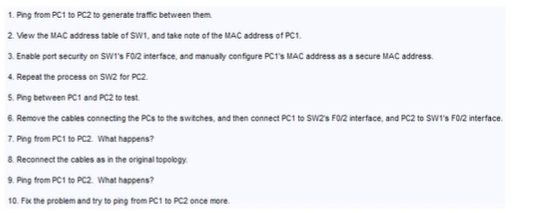 1. Ping from PC1 to PC2 to generate traffic between them.
2. View the MAC address table of SW1, and take note of the MAC address of PC1.
3. Enable port security on SW1's F0/2 interface, and manually configure PC1's MAC address as a secure MAC address.
4. Repeat the process on SW2 for PC2.
5. Ping between PC1 and PC2 to test.
6. Remove the cables connecting the PCs to the switches, and then connect PC1 to SW2's F0/2 interface, and PC2 to SW1's F0/2 interface.
7. Ping from PC1 to PC2. What happens?
8. Reconnect the cables as in the original topology.
9. Ping from PC1 to PC2. What happens?
10. Fix the problem and try to ping from PC1 to PC2 once more.